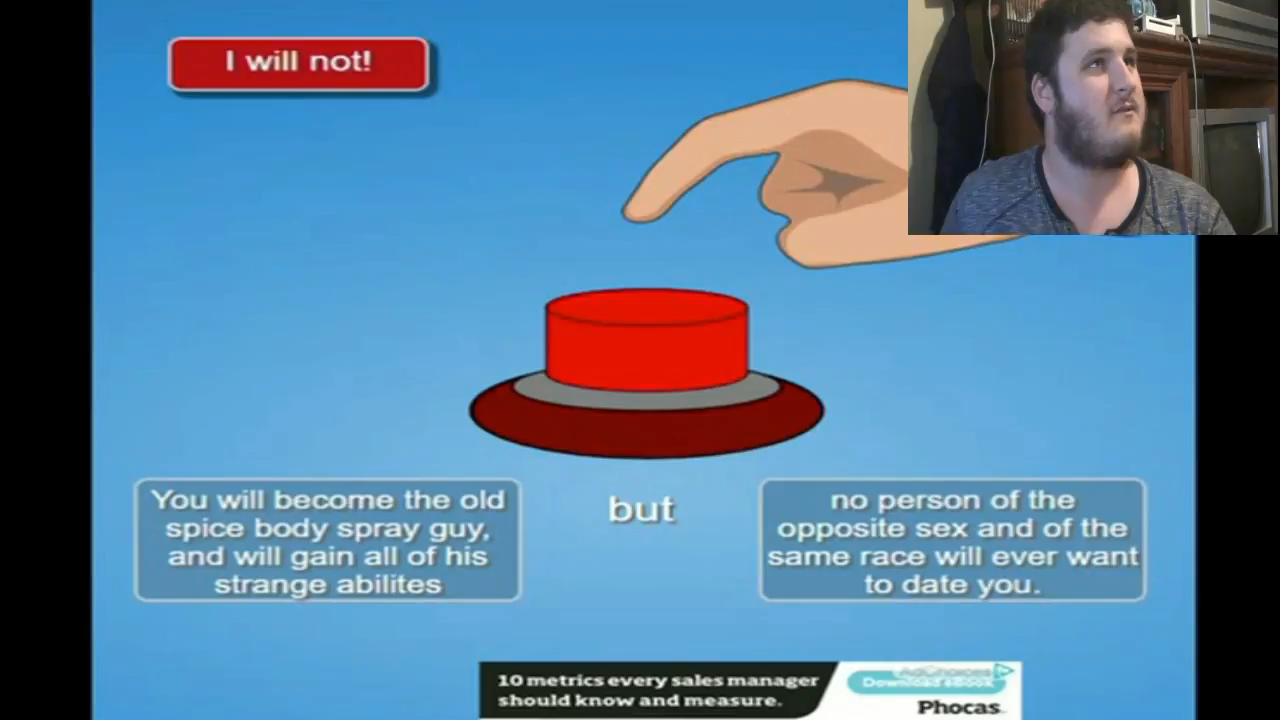 I will not!
You will become the old
spice body spray guy,
and will gain all of his
strange abilites
but
no person of the
opposite sex and of the
same race will ever want
to date you.
10 metrics every sales manager
should know and measure.
AdChoices
Download eBook
Phocas